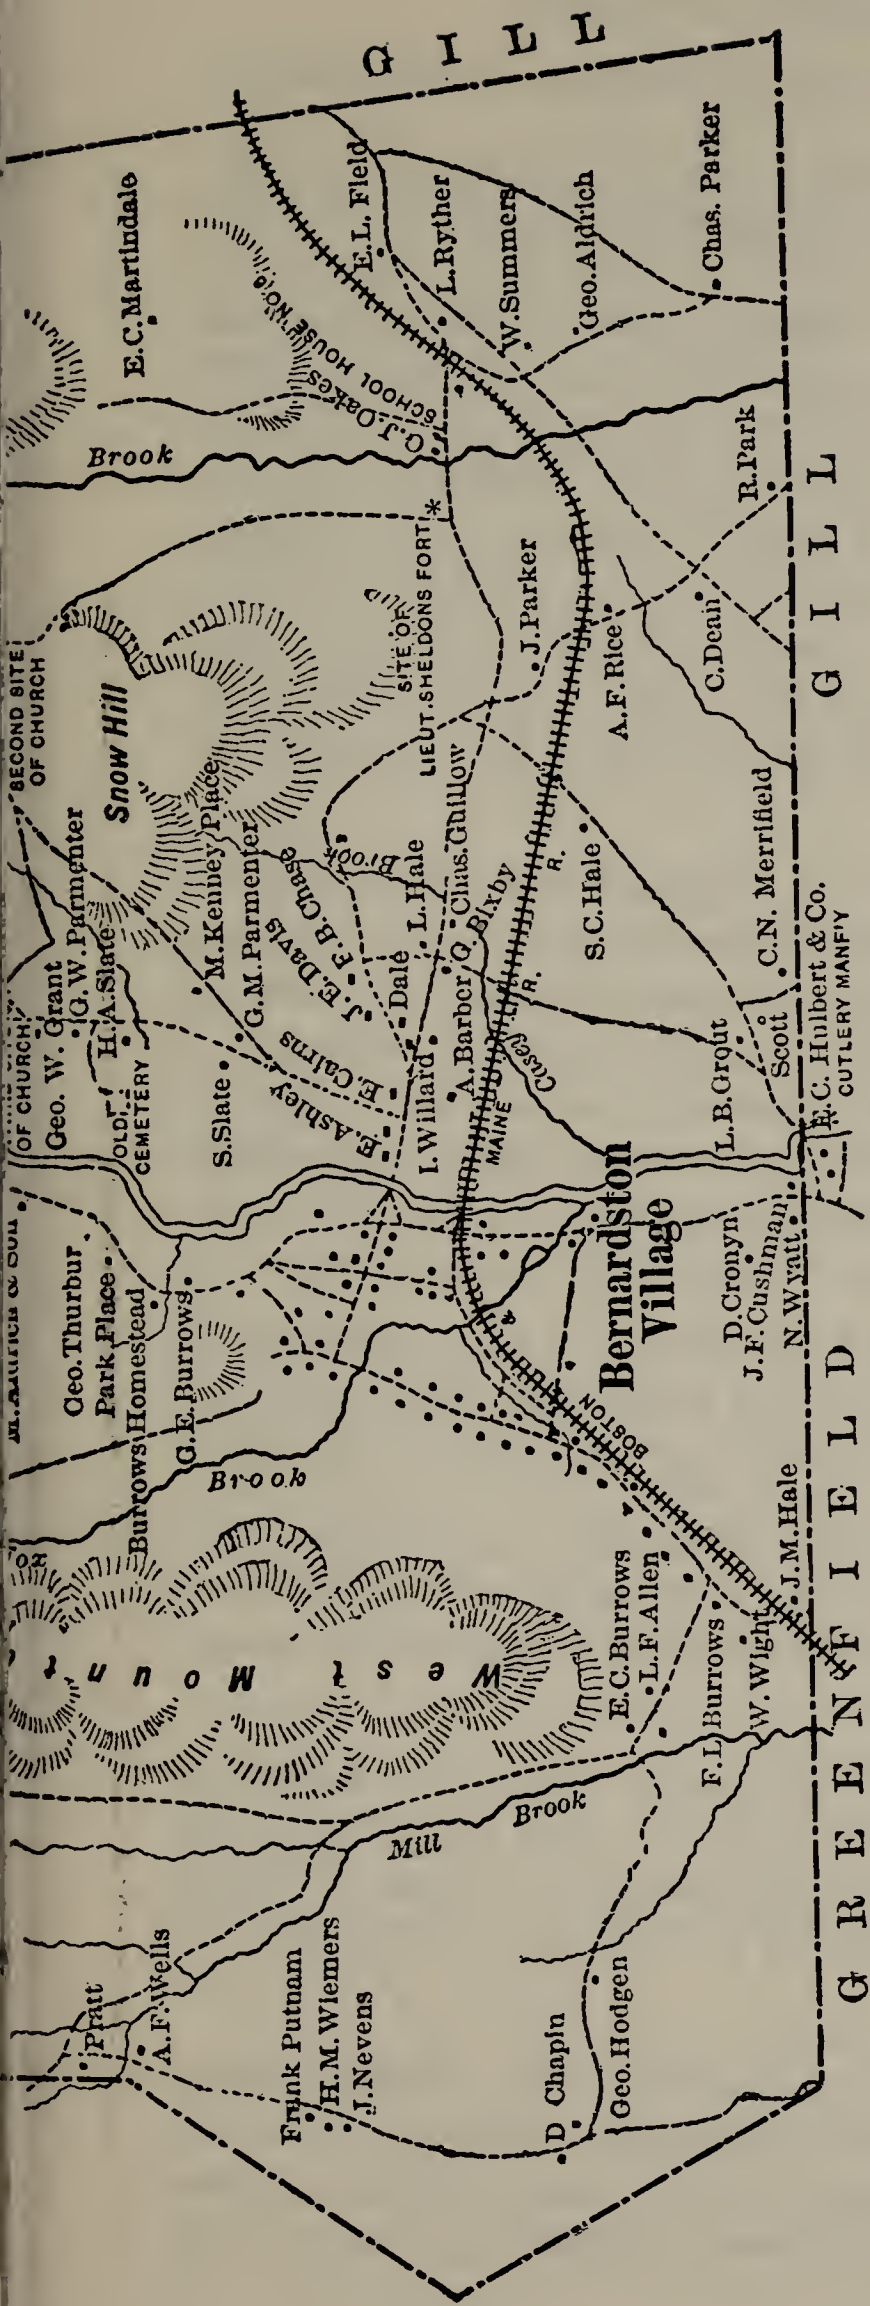 GILL
E.C. Martindale
E.L. Field
L. Ryther
W. Summers
Geo. Aldrich
Chas. Parker
SCHOOL HOUSE NO. 6
C.J. Oakes
Brook
R. Park
GILL
SECOND SITE
OF CHURCH
Snow Hill
SITE OF
LIEUT. SHELDONS FORT
J. Parker
A.F. Rice
C. Dean
OF CHURCH
Geo. W. Grant
G.W. Parmenter
H.A. Slate
OLD
CEMETERY
M. Kenney Place
G.M. Parmenter
S. Slate
J.E. Davis
F.B. Chase
Brook
L. Hale
Dale
Chas. Guillow
Q. Bixby
A. Barber
I. Willard
E. Cairns
E. Ashley
Casey
BOSTON
MAINE
R. R.
S.C. Hale
C.N. Merrifield
L.B. Grout
Scott
E.C. Hulbert & Co.
CUTLERY MANF'Y
Geo. Thurbur
Park Place
Burrows Homestead
G.E. Burrows
Brook
Bernardston
Village
D. Cronyn
J.F. Cushman
N. Wyatt
West Mount
E.C. Burrows
L.F. Allen
F.L. Burrows
W. Wight
J.M. Hale
GREENFIELD
Mill Brook
Pratt
A.F. Wells
Frank Putnam
H.M. Wiemers
J. Nevens
D Chapin
Geo. Hodgen